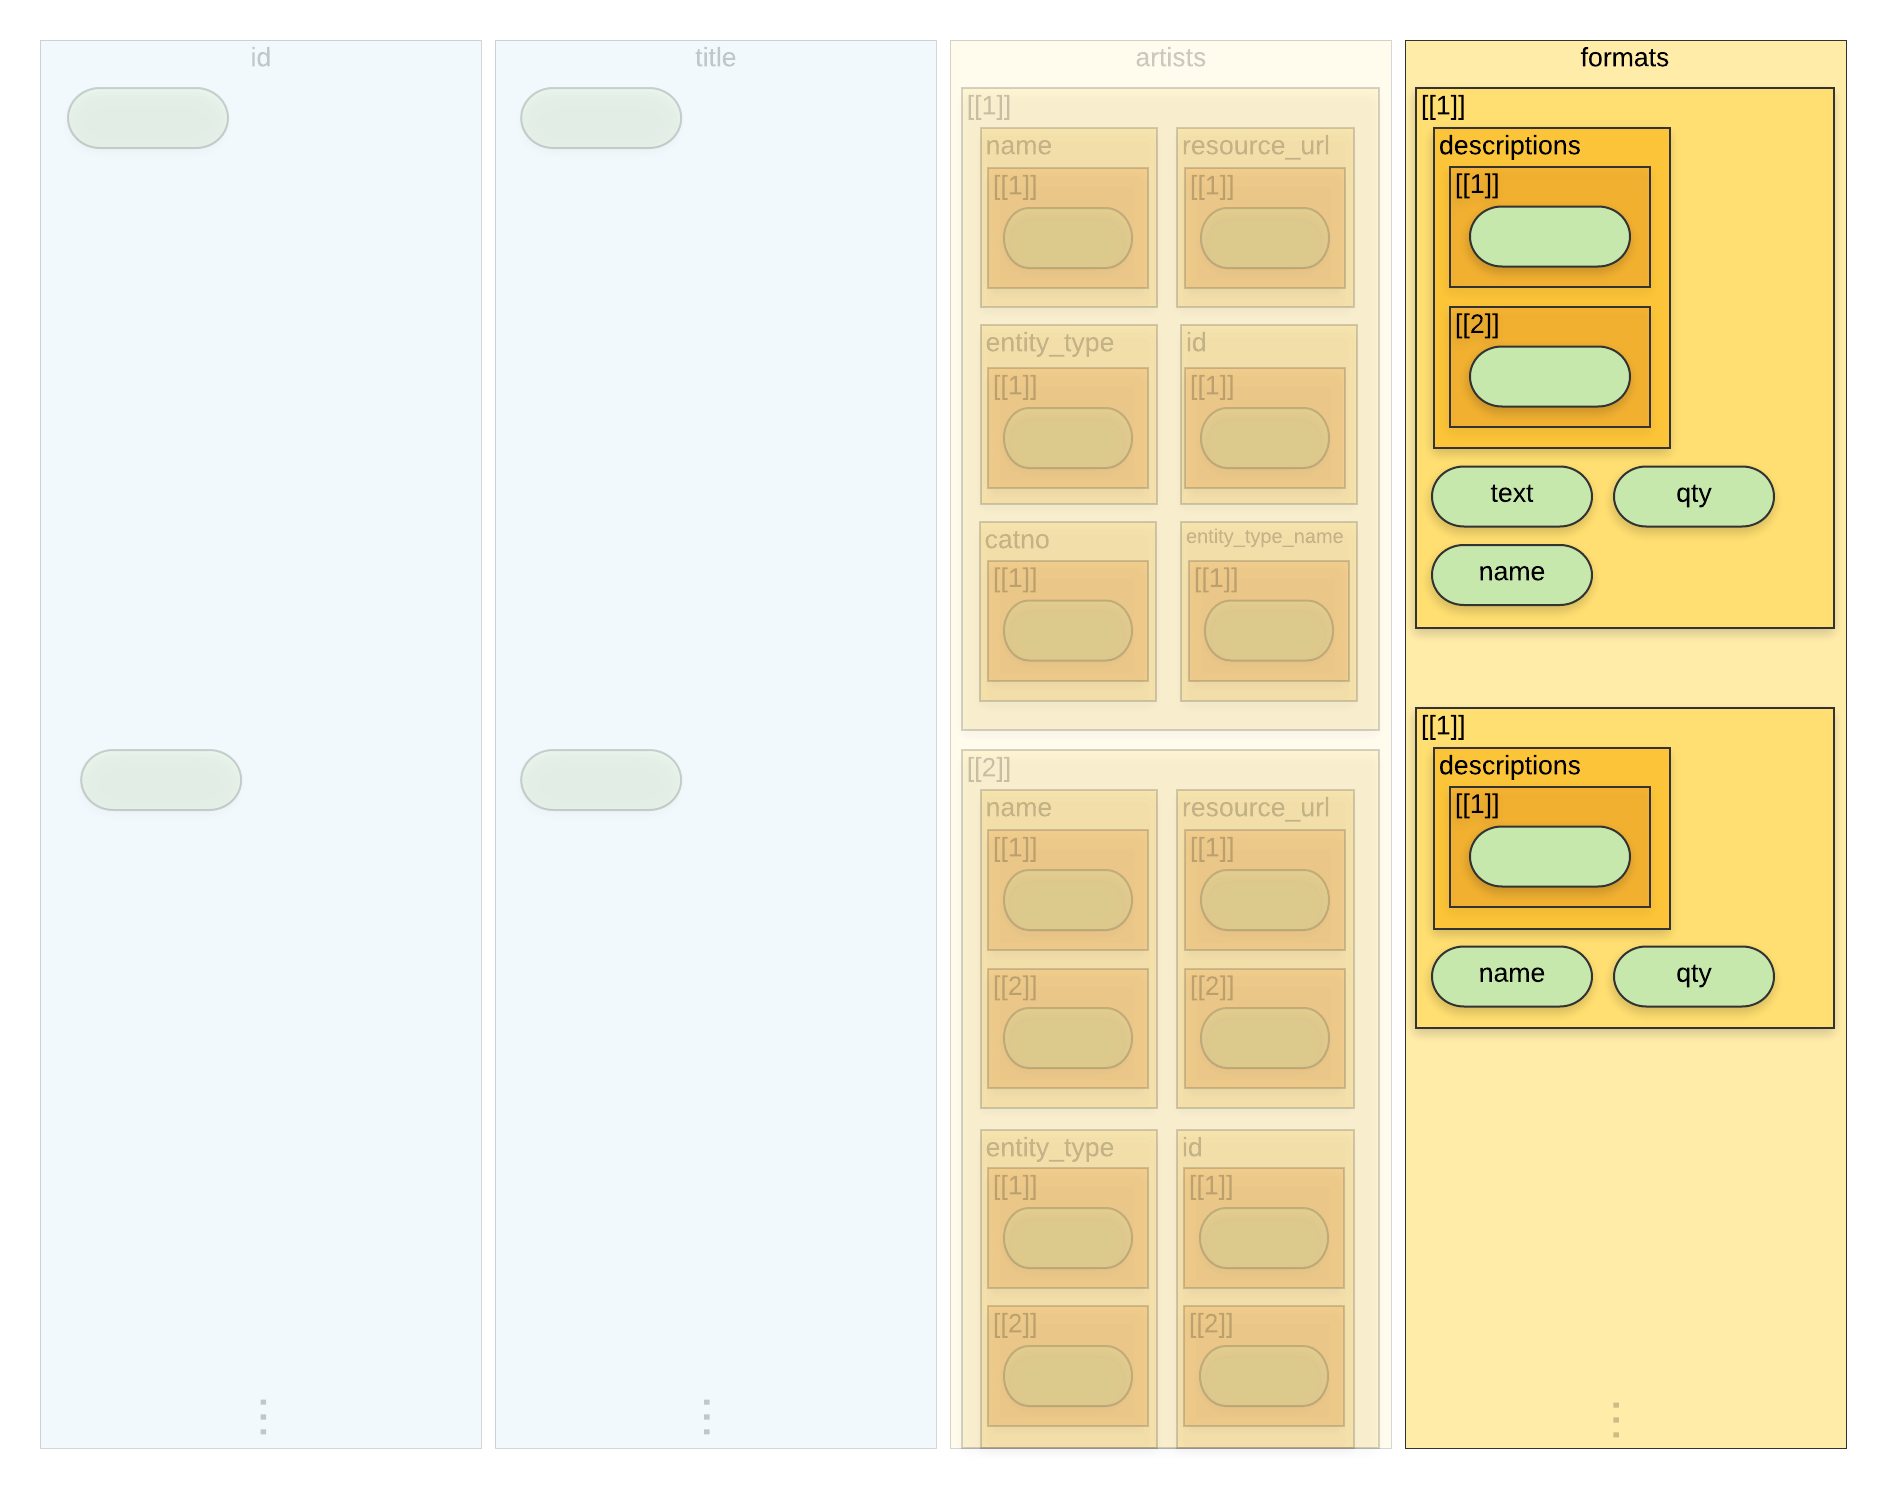 id
title
artists
formats
[[1]]
name
resource_url
[[1]]
[[1]]
entity_type
id
[[1]]
[[1]]
catno
entity_type_name
[[1]]
[[1]]
[[2]]
name
resource_url
[[1]]
[[1]]
[[2]]
[[2]]
entity_type
id
[[1]]
[[1]]
[[2]]
[[2]]
[[1]]
descriptions
[[1]]
[[2]]
text
qty
name
[[1]]
descriptions
[[1]]
name
qty